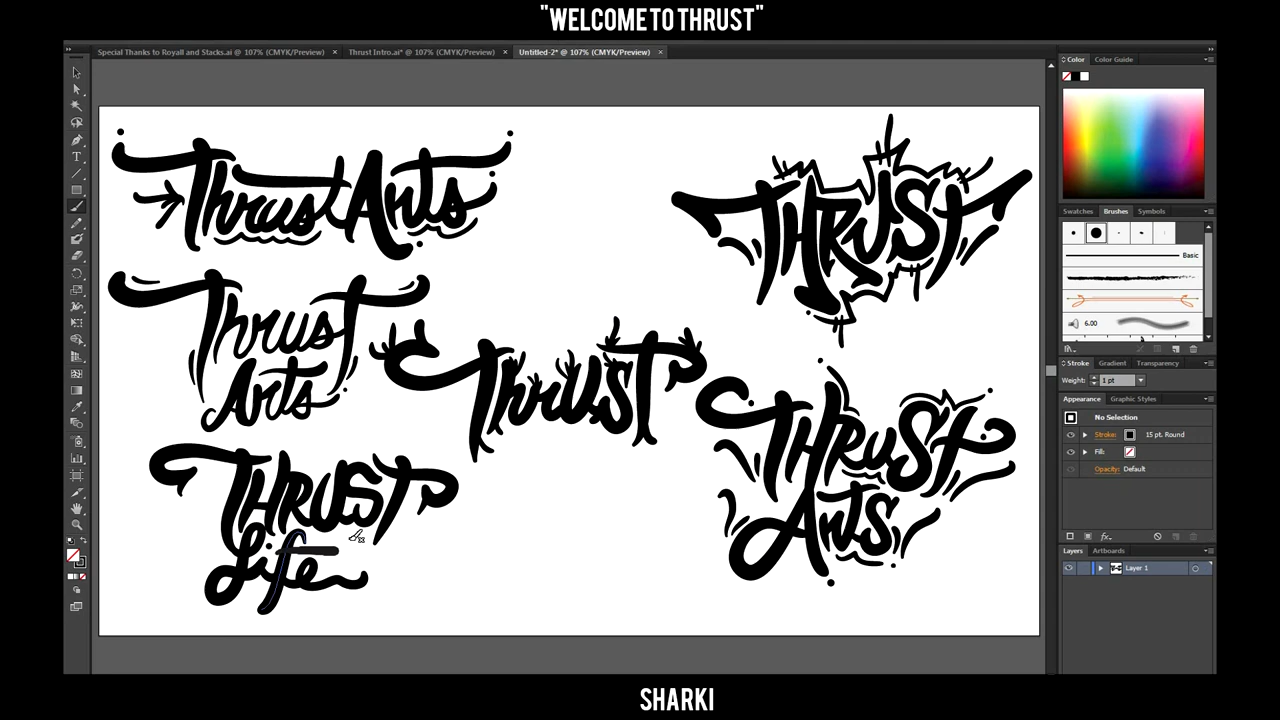 "WELCOME TO THRUST"
Special Thanks to Royall and Stacks.ai @ 107% (CMYK/Preview)
Thrust Intro.ai* @ 107% (CMYK/Preview)
Untitled-2* @ 107% (CMYK/Preview)
Color
Color Guide
Thrust Arts
THRUST
Thrust
Arts
Thrust
THRUST
Life
THRUST
Arts
Swatches
Brushes
Symbols
Basic
6.00
Stroke
Gradient
Transparency
Weight:
1 pt
Appearance
Graphic Styles
No Selection
Stroke:
15 pt. Round
Fill:
Opacity: Default
fx
Layers
Artboards
Layer 1
SHARKI